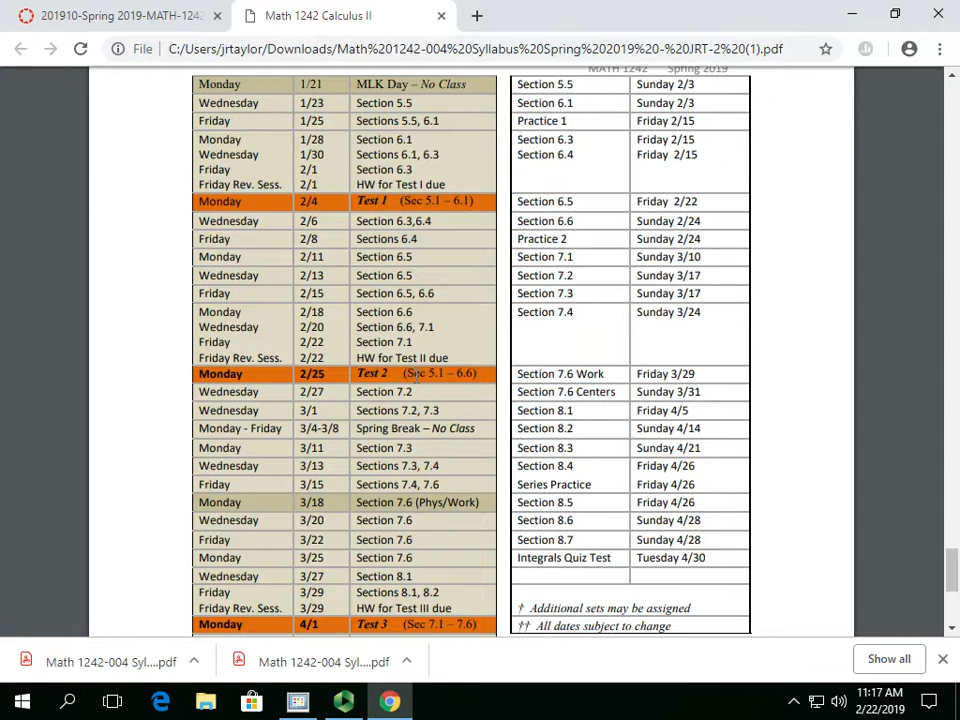 201910-Spring 2019-MATH-1242
Math 1242 Calculus II
File C:/Users/jrtaylor/Downloads/Math%201242-004%20Syllabus%20Spring%202019%20-%20JRT-2%20(1).pdf
MATH 1242 Spring 2019
Monday 1/21 MLK Day – No Class
Wednesday 1/23 Section 5.5
Friday 1/25 Sections 5.5, 6.1
Monday 1/28 Section 6.1
Wednesday 1/30 Sections 6.1, 6.3
Friday 2/1 Section 6.3
Friday Rev. Sess. 2/1 HW for Test I due
Monday 2/4 Test 1 (Sec 5.1 – 6.1)
Wednesday 2/6 Section 6.3,6.4
Friday 2/8 Sections 6.4
Monday 2/11 Section 6.5
Wednesday 2/13 Section 6.5
Friday 2/15 Section 6.5, 6.6
Monday 2/18 Section 6.6
Wednesday 2/20 Section 6.6, 7.1
Friday 2/22 Section 7.1
Friday Rev. Sess. 2/22 HW for Test II due
Monday 2/25 Test 2 (Sec 5.1 – 6.6)
Wednesday 2/27 Section 7.2
Wednesday 3/1 Sections 7.2, 7.3
Monday - Friday 3/4-3/8 Spring Break – No Class
Monday 3/11 Section 7.3
Wednesday 3/13 Sections 7.3, 7.4
Friday 3/15 Sections 7.4, 7.6
Monday 3/18 Section 7.6 (Phys/Work)
Wednesday 3/20 Section 7.6
Friday 3/22 Section 7.6
Monday 3/25 Section 7.6
Wednesday 3/27 Section 8.1
Friday 3/29 Sections 8.1, 8.2
Friday Rev. Sess. 3/29 HW for Test III due
Monday 4/1 Test 3 (Sec 7.1 – 7.6)
Section 5.5 Sunday 2/3
Section 6.1 Sunday 2/3
Practice 1 Friday 2/15
Section 6.3 Friday 2/15
Section 6.4 Friday 2/15
Section 6.5 Friday 2/22
Section 6.6 Sunday 2/24
Practice 2 Sunday 2/24
Section 7.1 Sunday 3/10
Section 7.2 Sunday 3/17
Section 7.3 Sunday 3/17
Section 7.4 Sunday 3/24
Section 7.6 Work Friday 3/29
Section 7.6 Centers Sunday 3/31
Section 8.1 Friday 4/5
Section 8.2 Sunday 4/14
Section 8.3 Sunday 4/21
Section 8.4 Friday 4/26
Series Practice Friday 4/26
Section 8.5 Friday 4/26
Section 8.6 Sunday 4/28
Section 8.7 Sunday 4/28
Integrals Quiz Test Tuesday 4/30
† Additional sets may be assigned
†† All dates subject to change
Math 1242-004 Syl....pdf
Math 1242-004 Syl....pdf
Show all
11:17 AM
2/22/2019